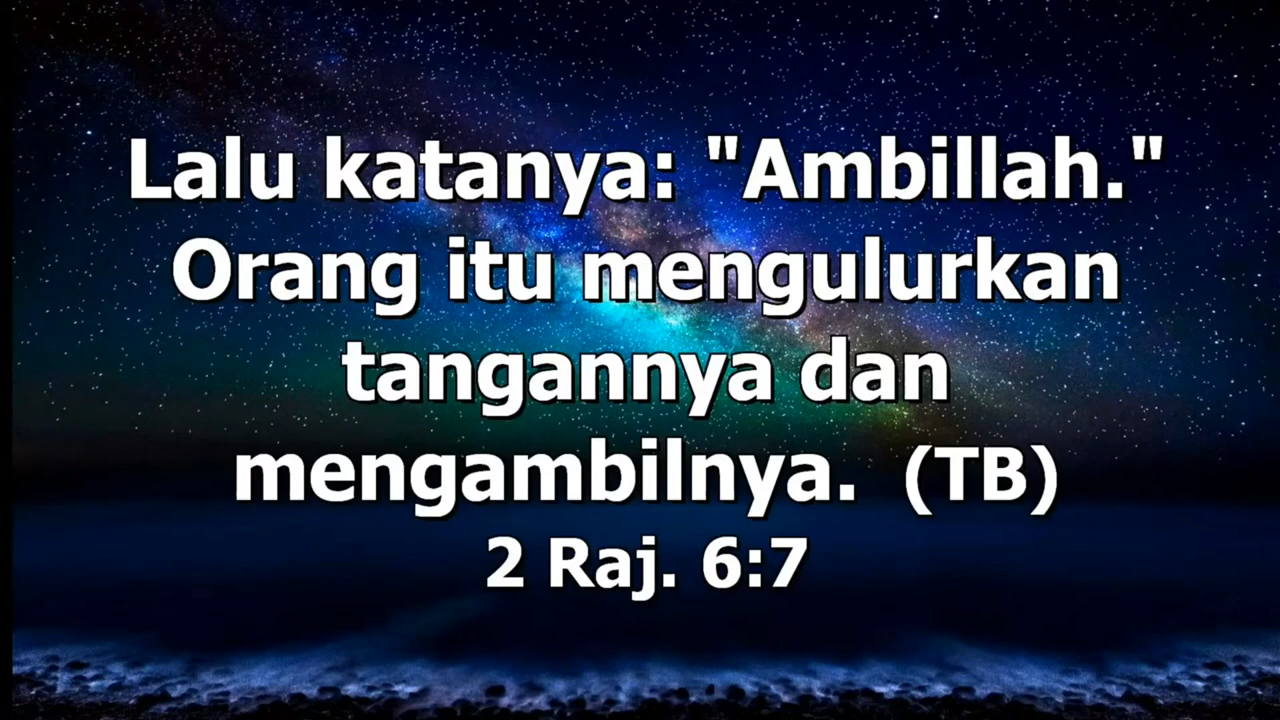 Lalu katanya: "Ambillah."
Orang itu mengulurkan
tangannya dan
mengambilnya. (TB)
2 Raj. 6:7